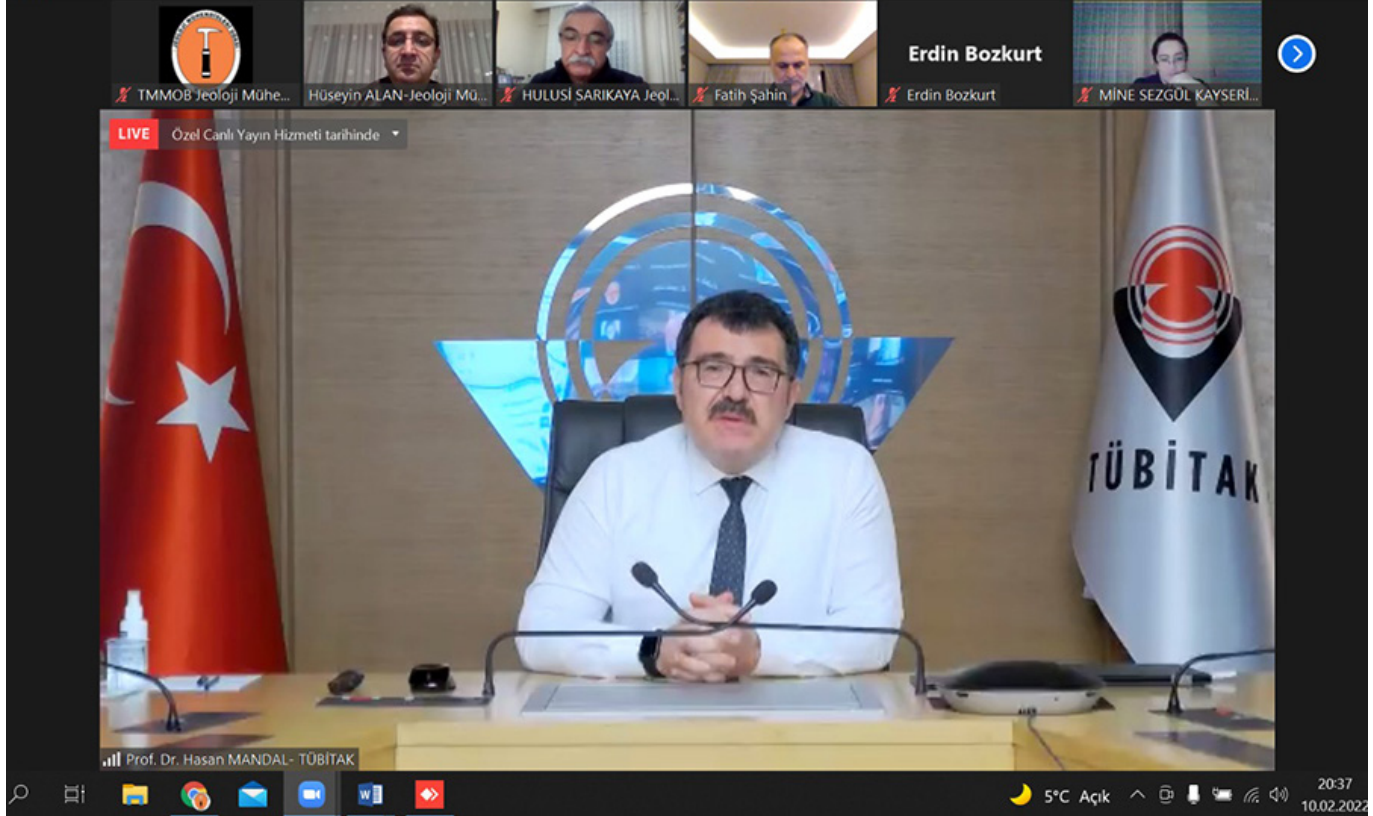 Erdin Bozkurt
TMMOB Jeoloji Mühe...
Hüseyin ALAN-Jeoloji Mü...
HULUSİ SARIKAYA Jeol...
Fatih Şahin
Erdin Bozkurt
MİNE SEZGÜL KAYSERİ...
LIVE
Özel Canlı Yayın Hizmeti tarihinde
TÜBİTAK
Prof. Dr. Hasan MANDAL- TÜBİTAK
5°C Açık
20:37
10.02.2022